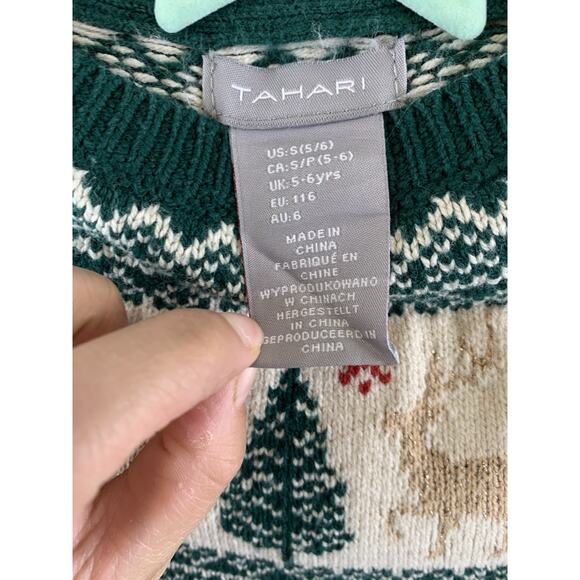 TAHARI
US:S(5/6)
CA:S/P(5-6)
UK:5-6yrs
EU:116
AU:6
MADE IN
CHINA
FABRIQUÉ EN
CHINE
WYPRODUKOWANO
W CHINACH
HERGESTELLT
IN CHINA
GEPRODUCEERD IN
CHINA